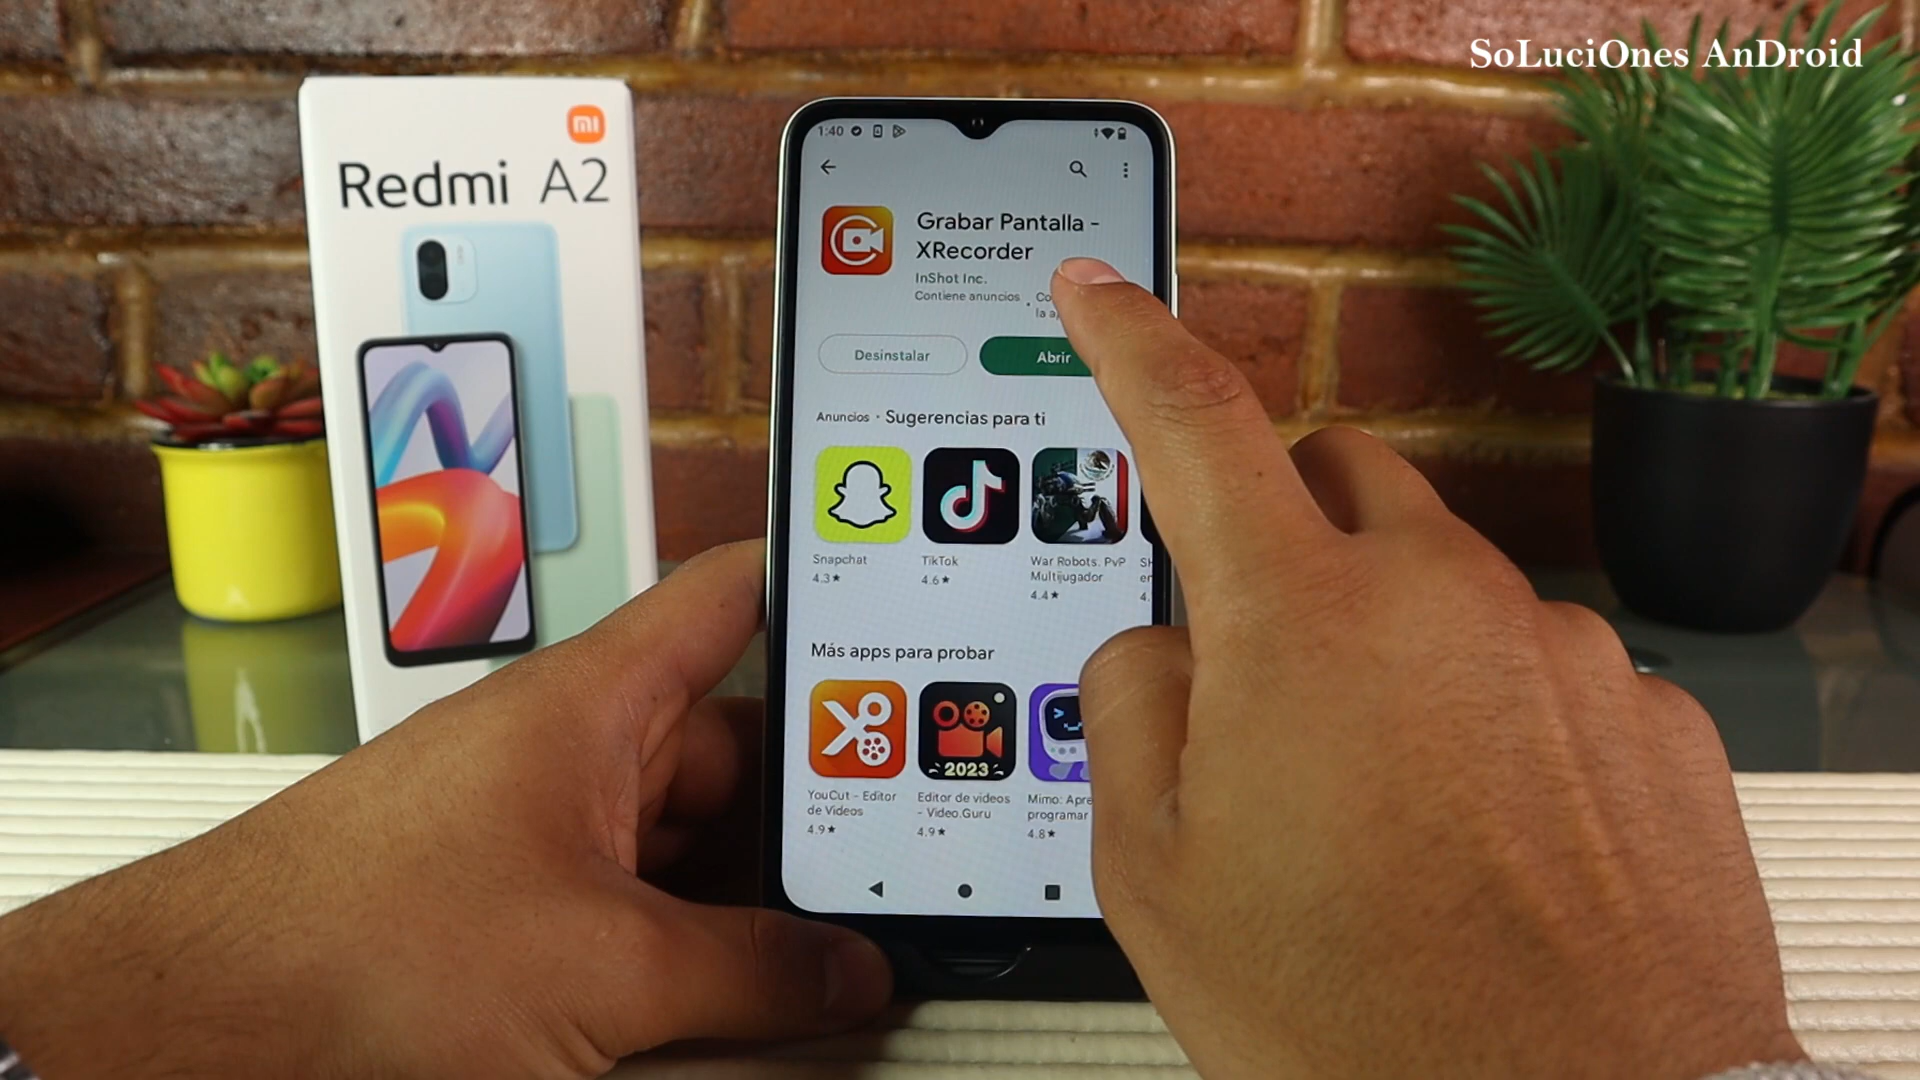 SoLuciOnes AnDroid
mi
Redmi A2
1:40
Grabar Pantalla -
XRecorder
InShot Inc.
Contiene anuncios
Desinstalar
Abrir
Anuncios · Sugerencias para ti
Snapchat
4.3★
TikTok
4.6★
War Robots. PvP
Multijugador
4.4★
Más apps para probar
2023
YouCut - Editor
de Videos
4.9★
Editor de videos
- Video.Guru
4.9★
Mimo:
programar
4.8★